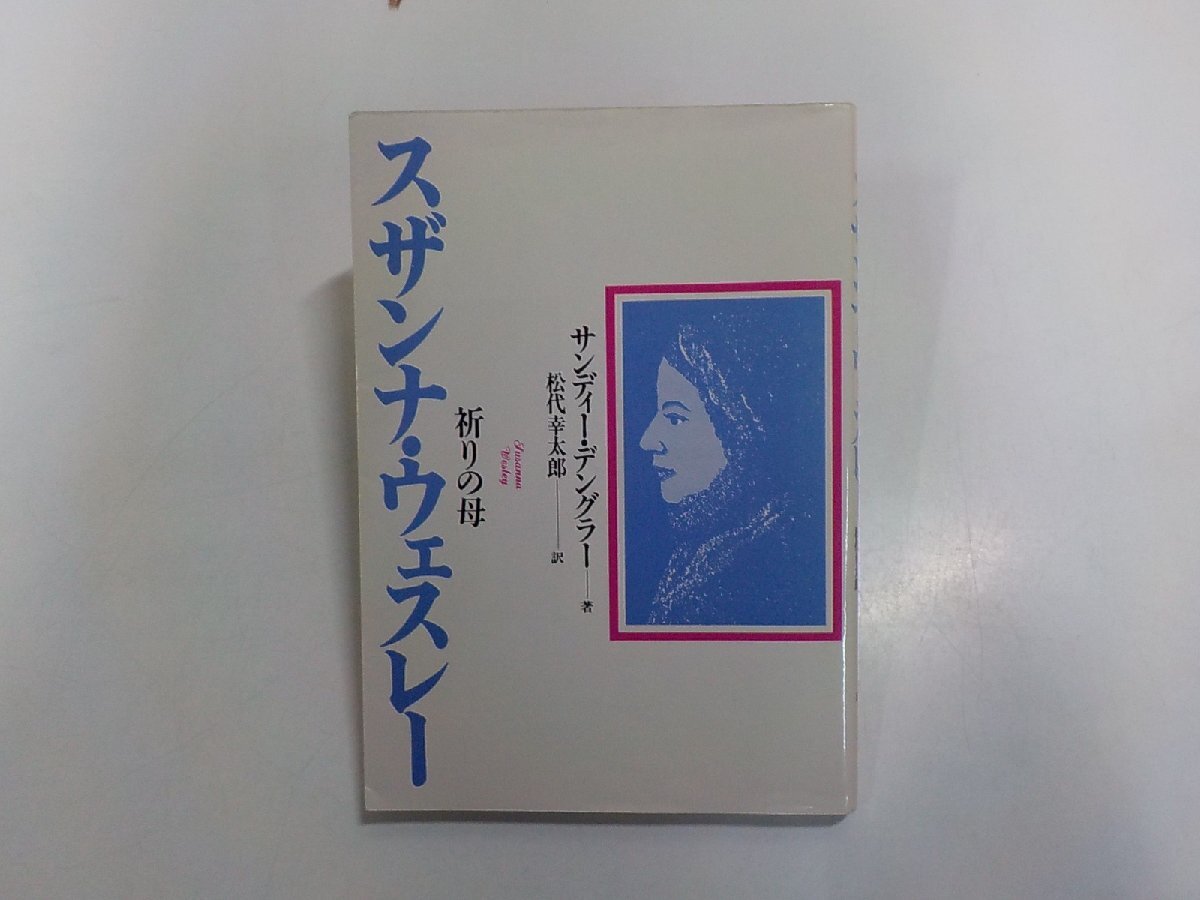 スザンナ・ウェスレー
祈りの母
Susanna
Wesley
サンディー・デングラー――著
松代幸太郎――訳